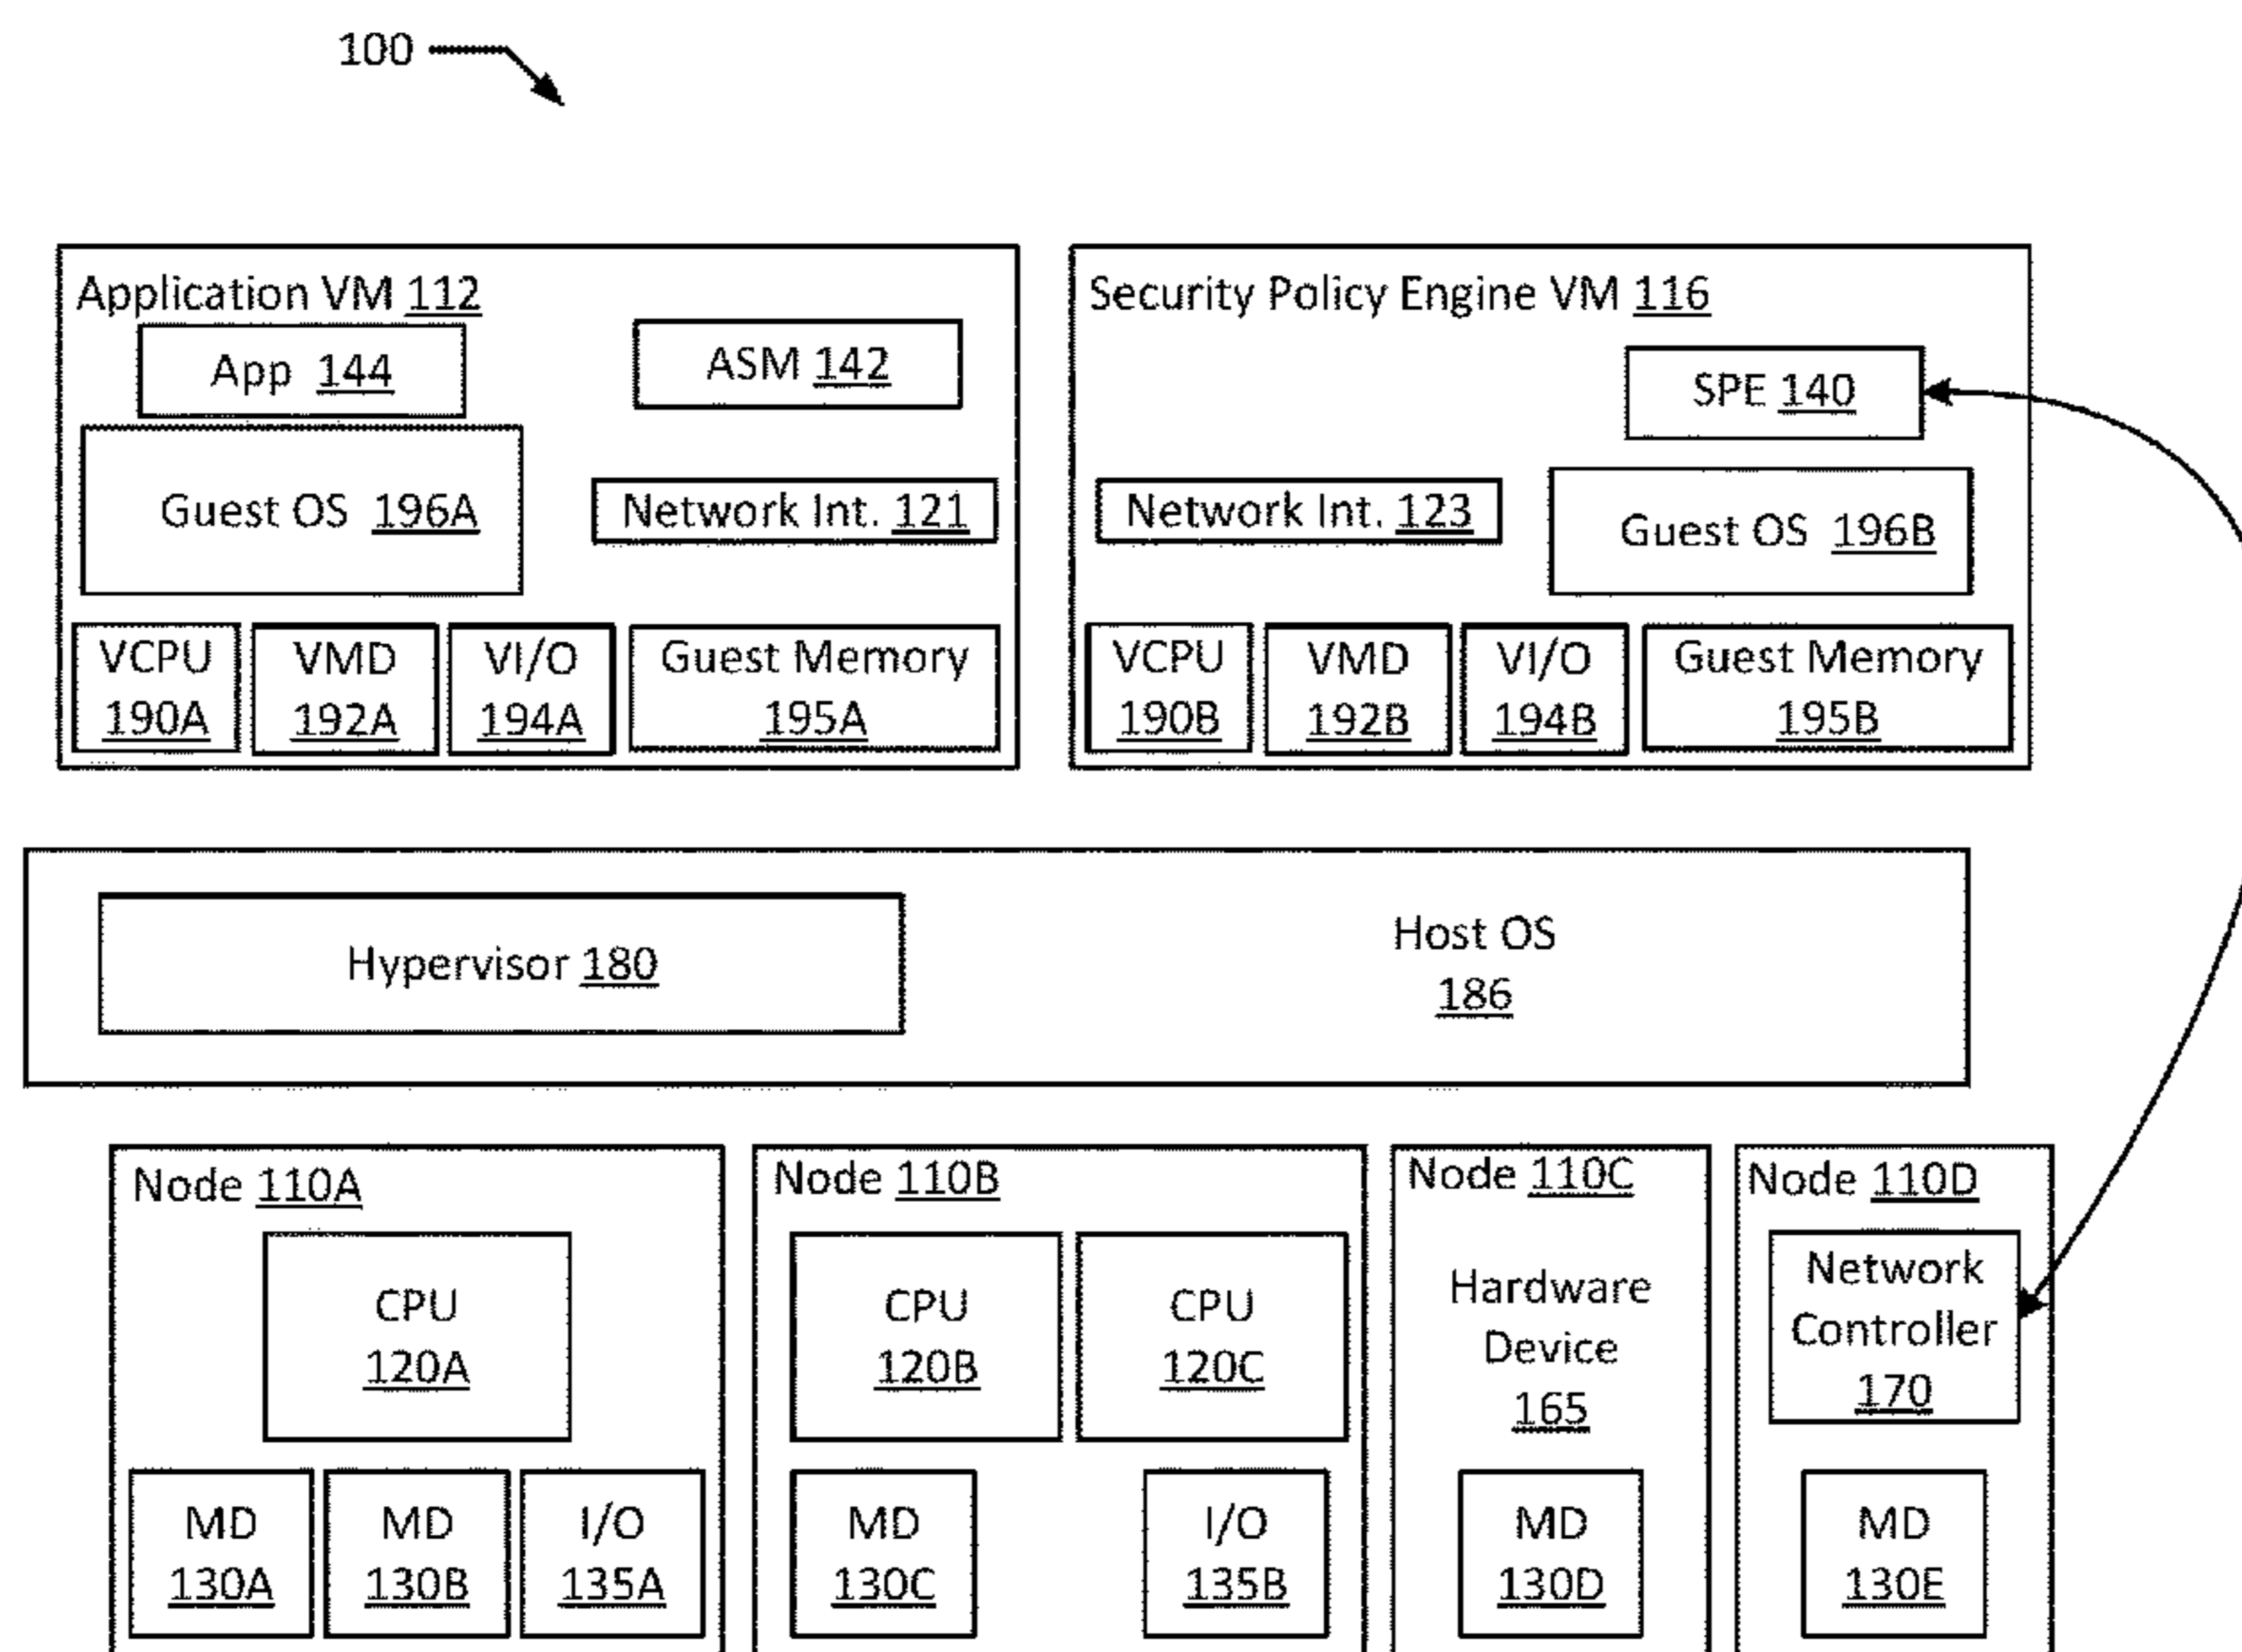 100
Application VM 112
App 144
ASM 142
Guest OS 196A
Network Int. 121
VCPU
190A
VMD
192A
VI/O
194A
Guest Memory
195A
Security Policy Engine VM 116
SPE 140
Network Int. 123
Guest OS 196B
VCPU
190B
VMD
192B
VI/O
194B
Guest Memory
195B
Hypervisor 180
Host OS
186
Node 110A
CPU
120A
MD
130A
MD
130B
I/O
135A
Node 110B
CPU
120B
CPU
120C
MD
130C
I/O
135B
Node 110C
Hardware
Device
165
MD
130D
Node 110D
Network
Controller
170
MD
130E